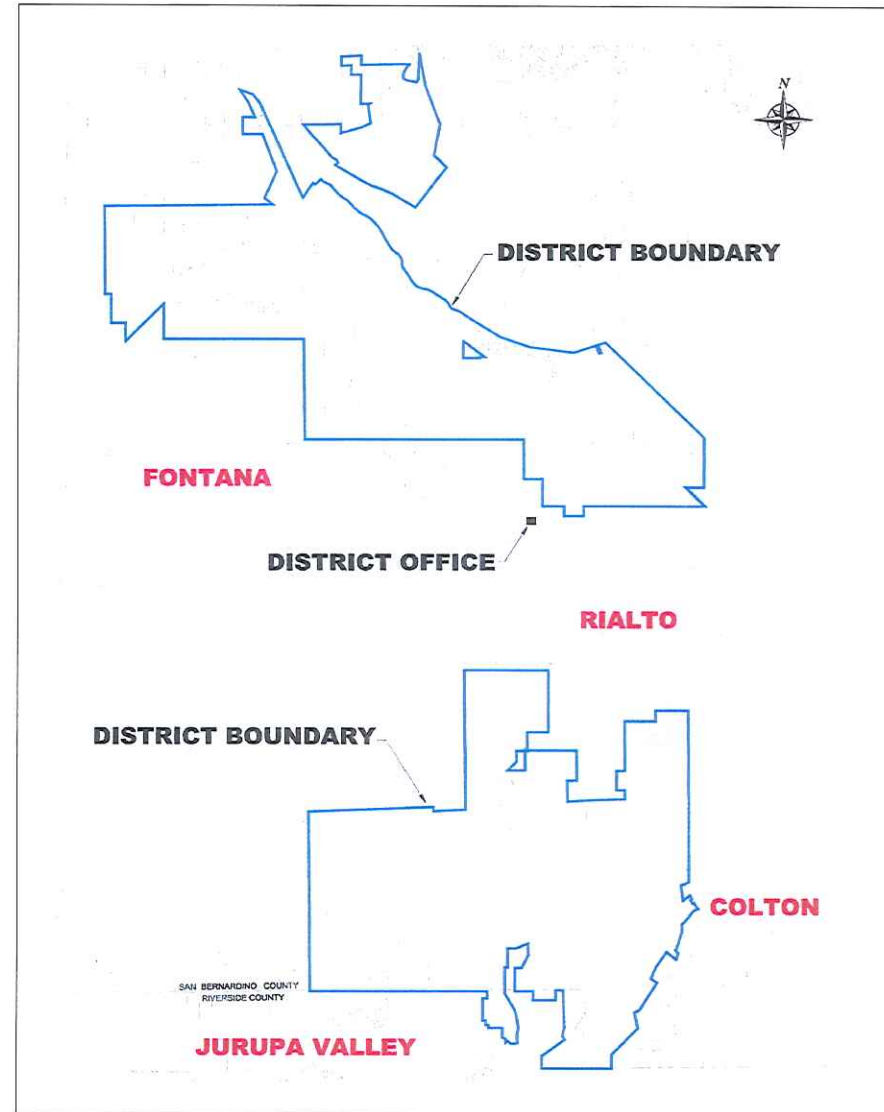 N
DISTRICT BOUNDARY
FONTANA
DISTRICT OFFICE
RIALTO
DISTRICT BOUNDARY
COLTON
SAN BERNARDINO COUNTY
RIVERSIDE COUNTY
JURUPA VALLEY